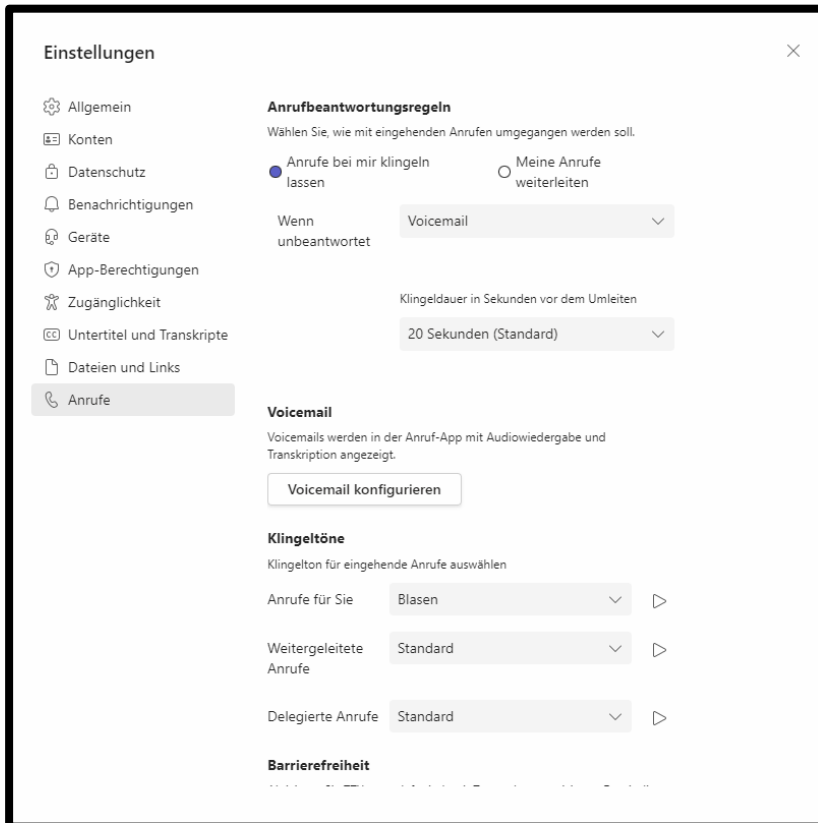 Einstellungen
Allgemein
Konten
Datenschutz
Benachrichtigungen
Geräte
App-Berechtigungen
Zugänglichkeit
Untertitel und Transkripte
Dateien und Links
Anrufe
Anrufbeantwortungsregeln
Wählen Sie, wie mit eingehenden Anrufen umgegangen werden soll.
Anrufe bei mir klingeln
lassen
Meine Anrufe
weiterleiten
Wenn
unbeantwortet
Voicemail
Klingeldauer in Sekunden vor dem Umleiten
20 Sekunden (Standard)
Voicemail
Voicemails werden in der Anruf-App mit Audiowiedergabe und
Transkription angezeigt.
Voicemail konfigurieren
Klingeltöne
Klingelton für eingehende Anrufe auswählen
Anrufe für Sie
Blasen
Weitergeleitete
Anrufe
Standard
Delegierte Anrufe
Standard
Barrierefreiheit